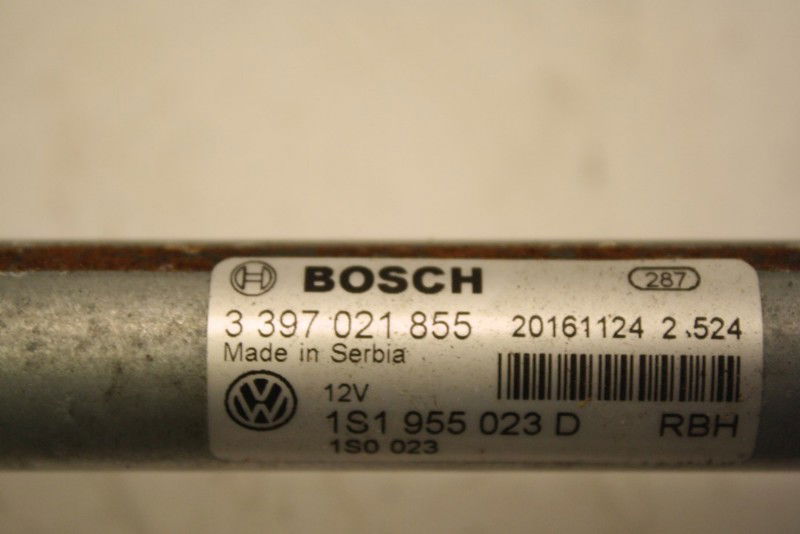 BOSCH 287
3 397 021 855 20161124 2.524
Made in Serbia
12V
1S1 955 023 D RBH
1S0 023